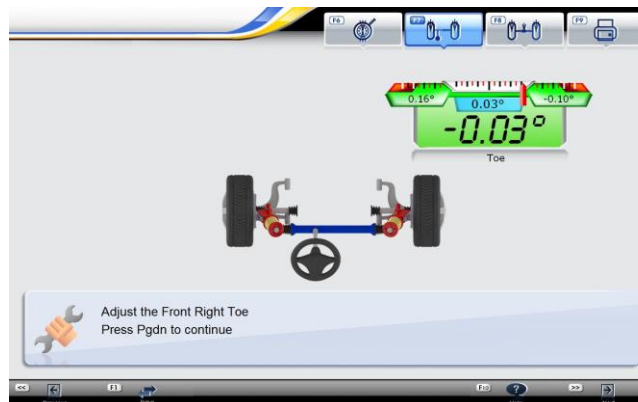 F6
F7
F8
F9
0.16° 0.03° -0.10°
-0.03°
Toe
Adjust the Front Right Toe
Press Pgdn to continue
<< F1 F10 ? >>